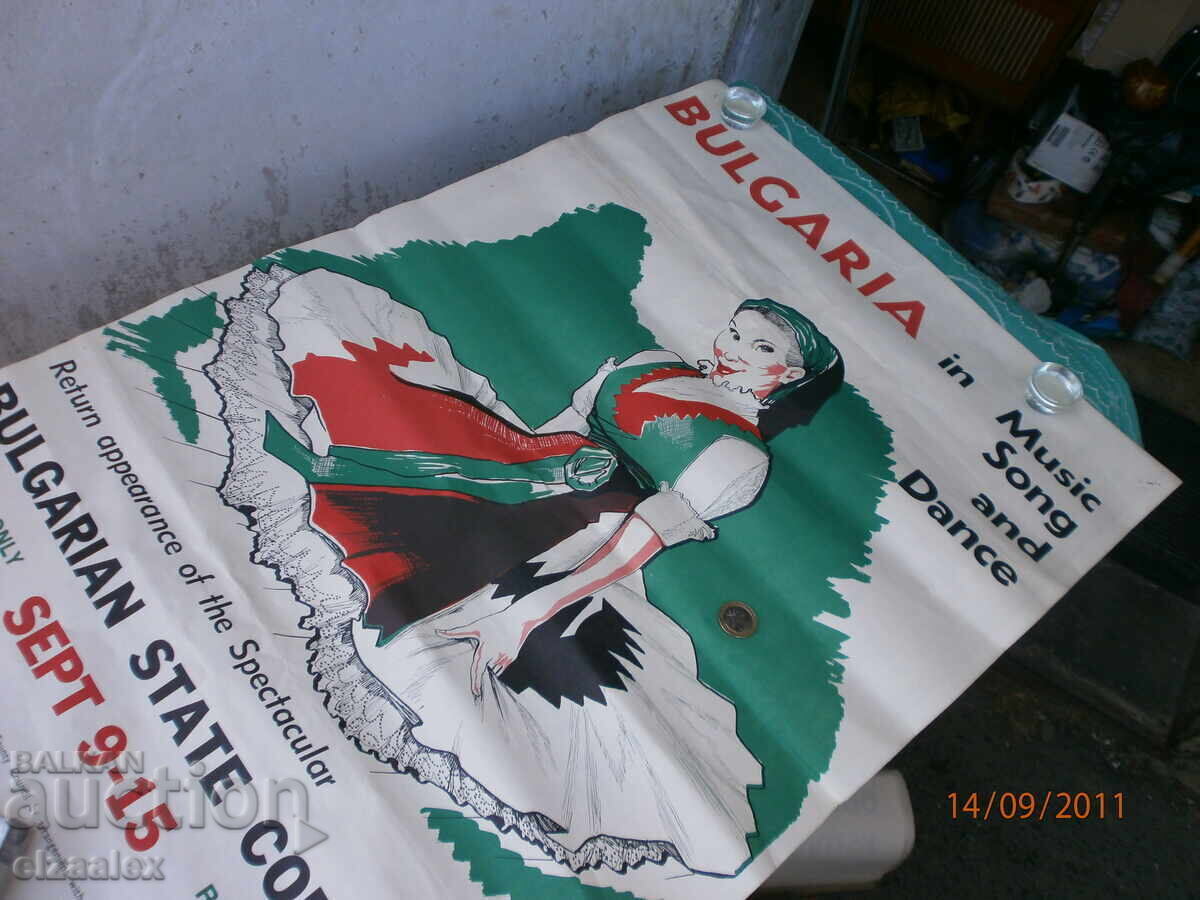 BULGARIA
in
Music
Song
and
Dance
Return appearance of the Spectacular
BULGARIAN STATE
ONLY
SEPT 9-15
BALKAN
auction
elzaalex
14/09/2011